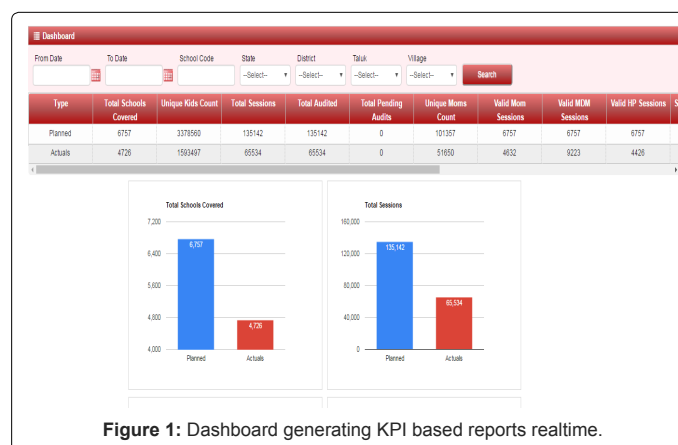 Dashboard
From Date To Date School Code State District Taluk Village
--Select-- --Select-- --Select-- --Select-- Search
Type Total Schools Covered Unique Kids Count Total Sessions Total Audited Total Pending Audits Unique Moms Count Valid Mom Sessions Valid MDM Sessions Valid HP Sessions S
Planned 6757 3378560 135142 135142 0 101357 6757 6757 6757
Actuals 4726 1593497 65534 65534 0 51650 4632 9223 4426
Total Schools Covered
7,200
6,400
5,600
4,800
4,000
6,757
4,726
Planned Actuals
Total Sessions
160,000
120,000
80,000
40,000
0
135,142
65,534
Planned Actuals
Figure 1: Dashboard generating KPI based reports realtime.